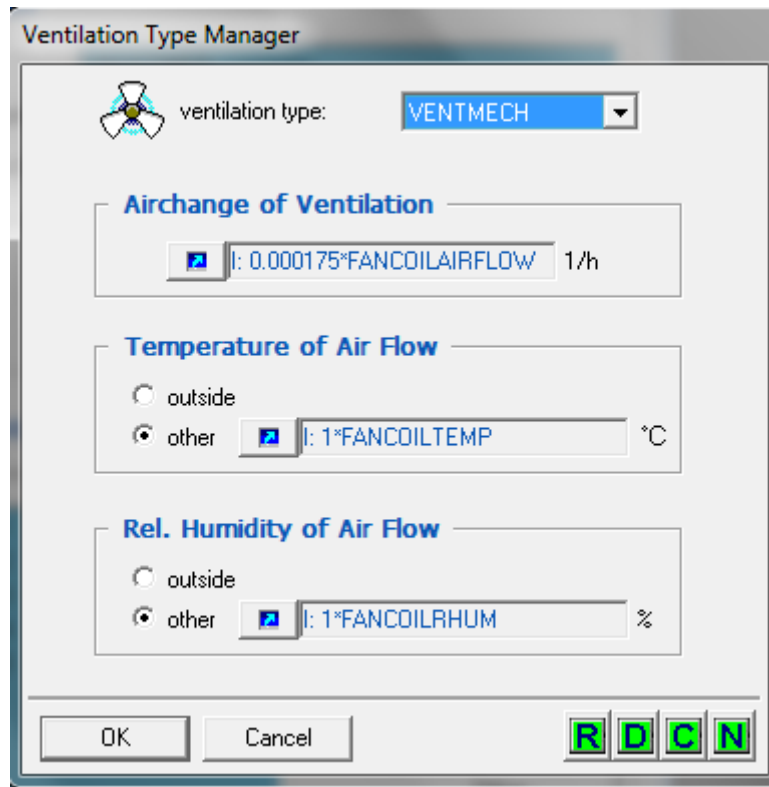 Ventilation Type Manager
ventilation type: VENTMECH
Airchange of Ventilation
I: 0.000175*FANCOILAIRFLOW 1/h
Temperature of Air Flow
outside
other I: 1*FANCOILTEMP °C
Rel. Humidity of Air Flow
outside
other I: 1*FANCOILRHUM %
OK Cancel R D C N